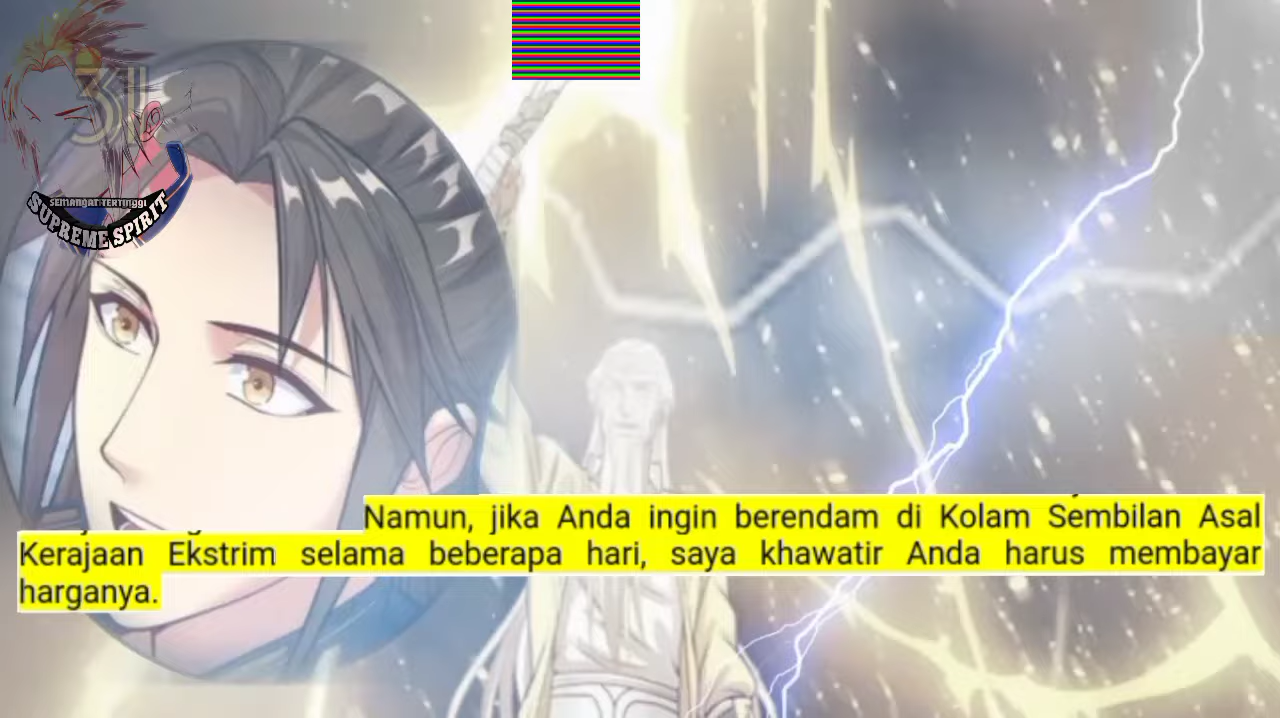 31
SEMANGAT TERTINGGI
SUPREME SPIRIT
Namun, jika Anda ingin berendam di Kolam Sembilan Asal
Kerajaan Ekstrim selama beberapa hari, saya khawatir Anda harus membayar
harganya.